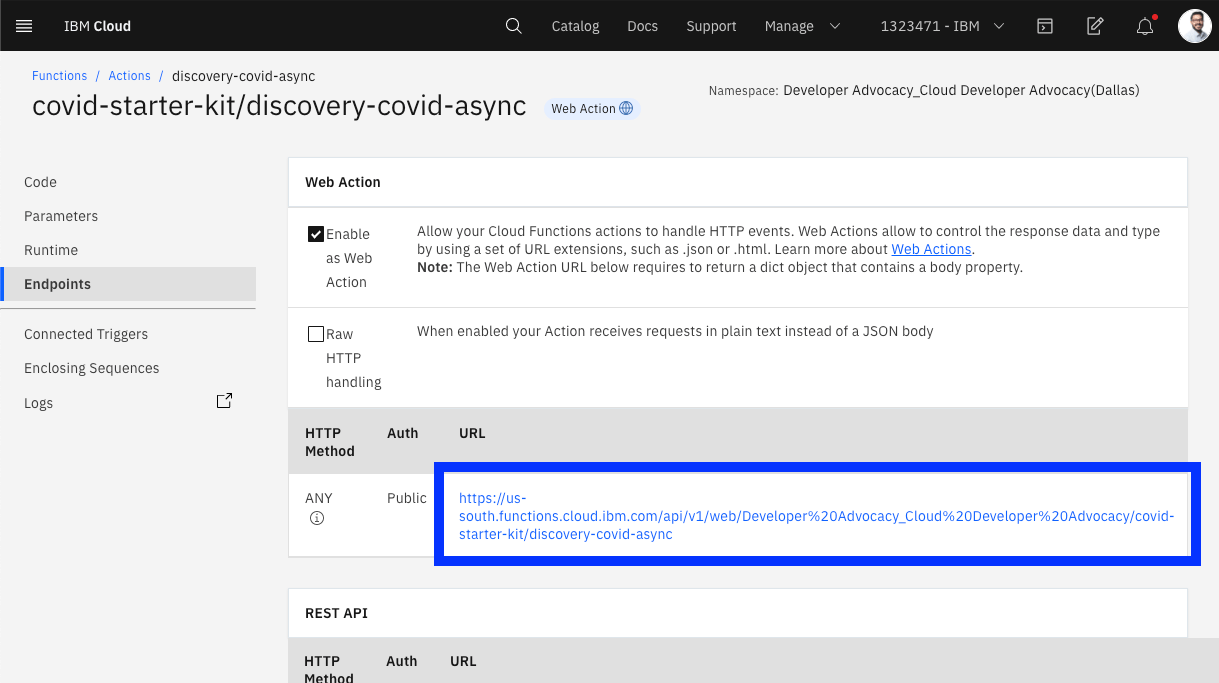 IBM Cloud
Catalog
Docs
Support
Manage
1323471 - IBM
Functions / Actions / discovery-covid-async
covid-starter-kit/discovery-covid-async
Web Action
Namespace: Developer Advocacy_Cloud Developer Advocacy(Dallas)
Code
Parameters
Runtime
Endpoints
Connected Triggers
Enclosing Sequences
Logs
Web Action
Enable
as Web
Action
Allow your Cloud Functions actions to handle HTTP events. Web Actions allow to control the response data and type
by using a set of URL extensions, such as .json or .html. Learn more about Web Actions.
Note: The Web Action URL below requires to return a dict object that contains a body property.
Raw
HTTP
handling
When enabled your Action receives requests in plain text instead of a JSON body
HTTP
Method
Auth
URL
ANY
Public
https://us-
south.functions.cloud.ibm.com/api/v1/web/Developer%20Advocacy_Cloud%20Developer%20Advocacy/covid-
starter-kit/discovery-covid-async
REST API
HTTP
Method
Auth
URL